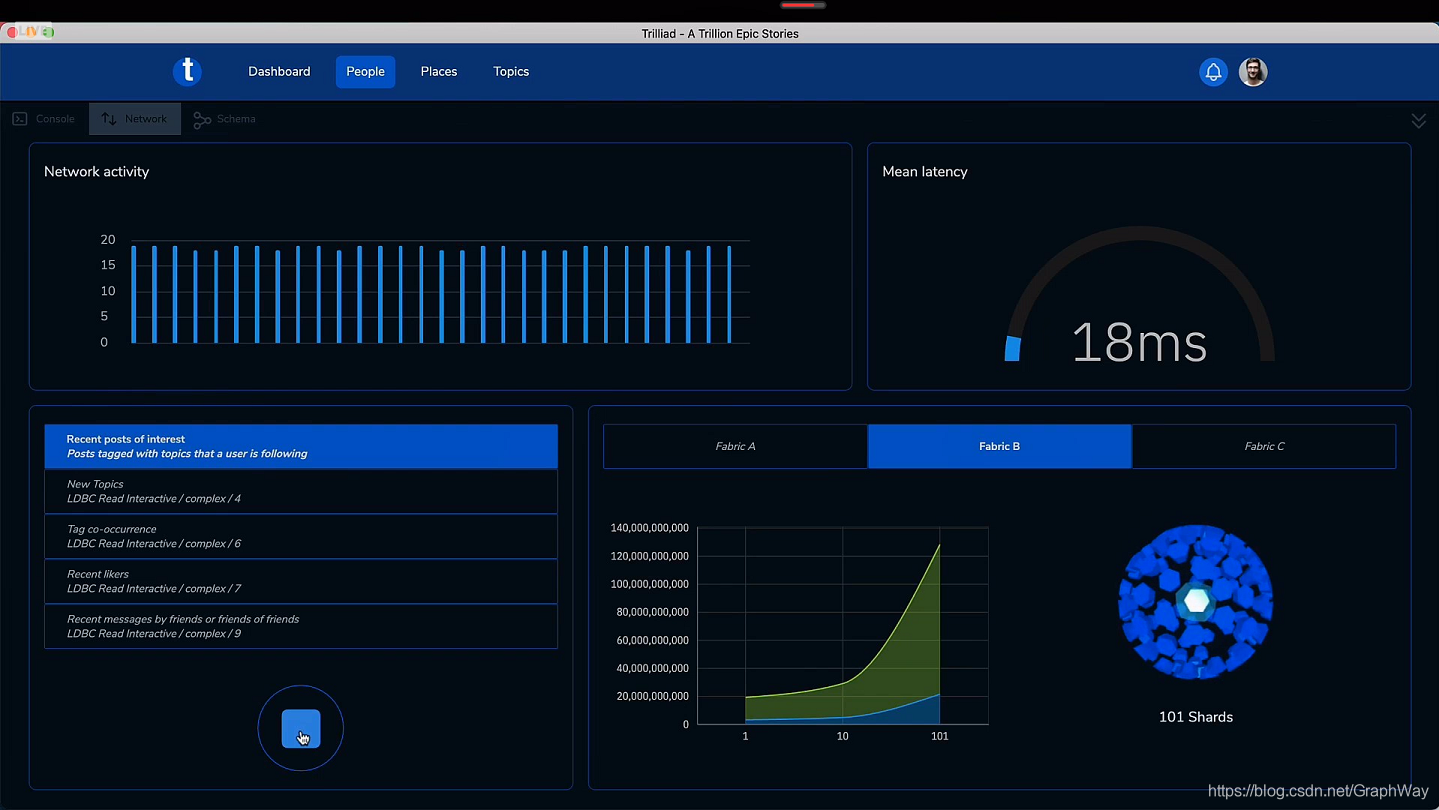 LIVE
Trilliad - A Trillion Epic Stories
t
Dashboard
People
Places
Topics
Console
Network
Schema
Network activity
20
15
10
5
0
Mean latency
18ms
Recent posts of interest
Posts tagged with topics that a user is following
New Topics
LDBC Read Interactive / complex / 4
Tag co-occurrence
LDBC Read Interactive / complex / 6
Recent likers
LDBC Read Interactive / complex / 7
Recent messages by friends or friends of friends
LDBC Read Interactive / complex / 9
Fabric A
Fabric B
Fabric C
140,000,000,000
120,000,000,000
100,000,000,000
80,000,000,000
60,000,000,000
40,000,000,000
20,000,000,000
0
1
10
101
101 Shards
https://blog.csdn.net/GraphWay